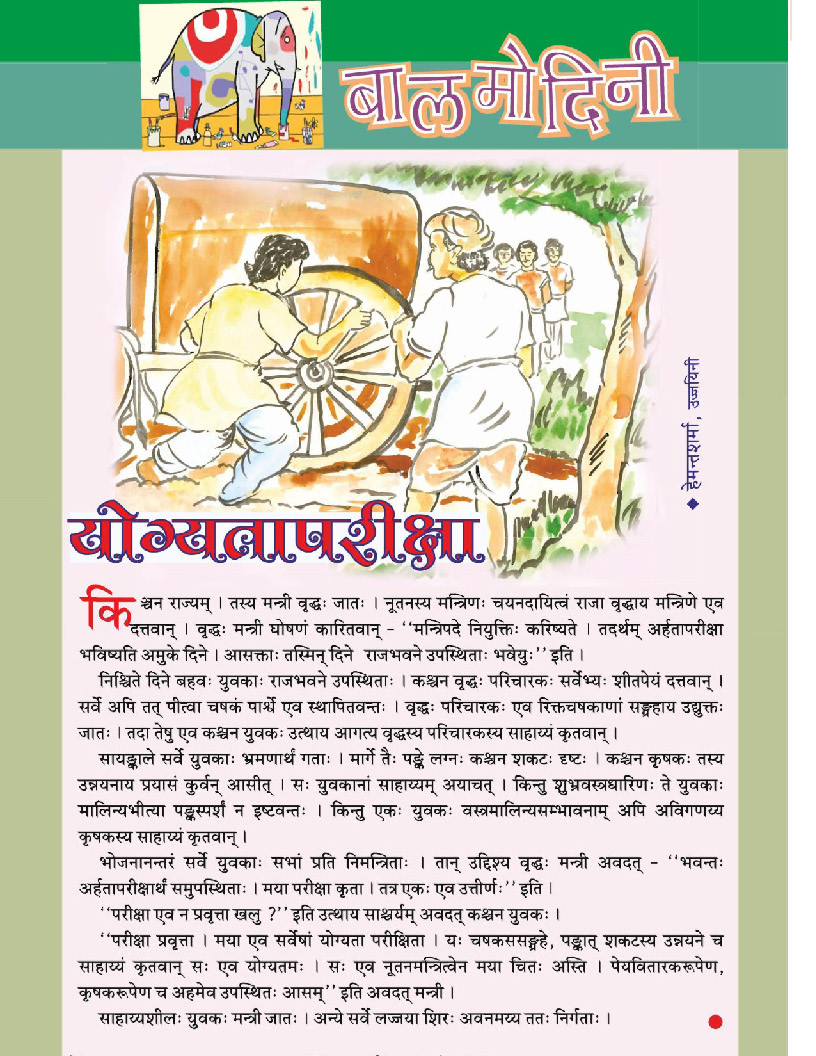 बालमोदिनी
◆ हेमन्तशर्मा, उज्जयिनी
योग्यतापरीक्षा
किञ्चन राज्यम् । तस्य मन्त्री वृद्धः जातः । नूतनस्य मन्त्रिणः चयनदायित्वं राजा वृद्धाय मन्त्रिणे एव
दत्तवान् । वृद्धः मन्त्री घोषणं कारितवान् – ‘‘मन्त्रिपदे नियुक्तिः करिष्यते । तदर्थम् अर्हतापरीक्षा
भविष्यति अमुके दिने । आसक्ताः तस्मिन् दिने राजभवने उपस्थिताः भवेयुः’’ इति ।
निश्चिते दिने बहवः युवकाः राजभवने उपस्थिताः । कश्चन वृद्धः परिचारकः सर्वेभ्यः शीतपेयं दत्तवान् ।
सर्वे अपि तत् पीत्वा चषकं पार्श्वे एव स्थापितवन्तः । वृद्धः परिचारकः एव रिक्तचषकाणां सङ्ग्रहाय उद्युक्तः
जातः । तदा तेषु एव कश्चन युवकः उत्थाय आगत्य वृद्धस्य परिचारकस्य साहाय्यं कृतवान् ।
सायङ्काले सर्वे युवकाः भ्रमणार्थं गताः । मार्गे तैः पङ्के लग्नः कश्चन शकटः दृष्टः । कश्चन कृषकः तस्य
उन्नयनाय प्रयासं कुर्वन् आसीत् । सः युवकानां साहाय्यम् अयाचत् । किन्तु शुभ्रवस्त्रधारिणः ते युवकाः
मालिन्यभीत्या पङ्कस्पर्शं न इष्टवन्तः । किन्तु एकः युवकः वस्त्रमालिन्यसम्भावनाम् अपि अविगणय्य
कृषकस्य साहाय्यं कृतवान् ।
भोजनानन्तरं सर्वे युवकाः सभां प्रति निमन्त्रिताः । तान् उद्दिश्य वृद्धः मन्त्री अवदत् – ‘‘भवन्तः
अर्हतापरीक्षार्थं समुपस्थिताः । मया परीक्षा कृता । तत्र एकः एव उत्तीर्णः’’ इति ।
‘‘परीक्षा एव न प्रवृत्ता खलु ?’’ इति उत्थाय साश्चर्यम् अवदत् कश्चन युवकः ।
‘‘परीक्षा प्रवृत्ता । मया एव सर्वेषां योग्यता परीक्षिता । यः चषकससङ्ग्रहे, पङ्कात् शकटस्य उन्नयने च
साहाय्यं कृतवान् सः एव योग्यतमः । सः एव नूतनमन्त्रित्वेन मया चितः अस्ति । पेयवितारकरूपेण,
कृषकरूपेण च अहमेव उपस्थितः आसम्’’ इति अवदत् मन्त्री ।
साहाय्यशीलः युवकः मन्त्री जातः । अन्ये सर्वे लज्जया शिरः अवनमय्य ततः निर्गताः ।